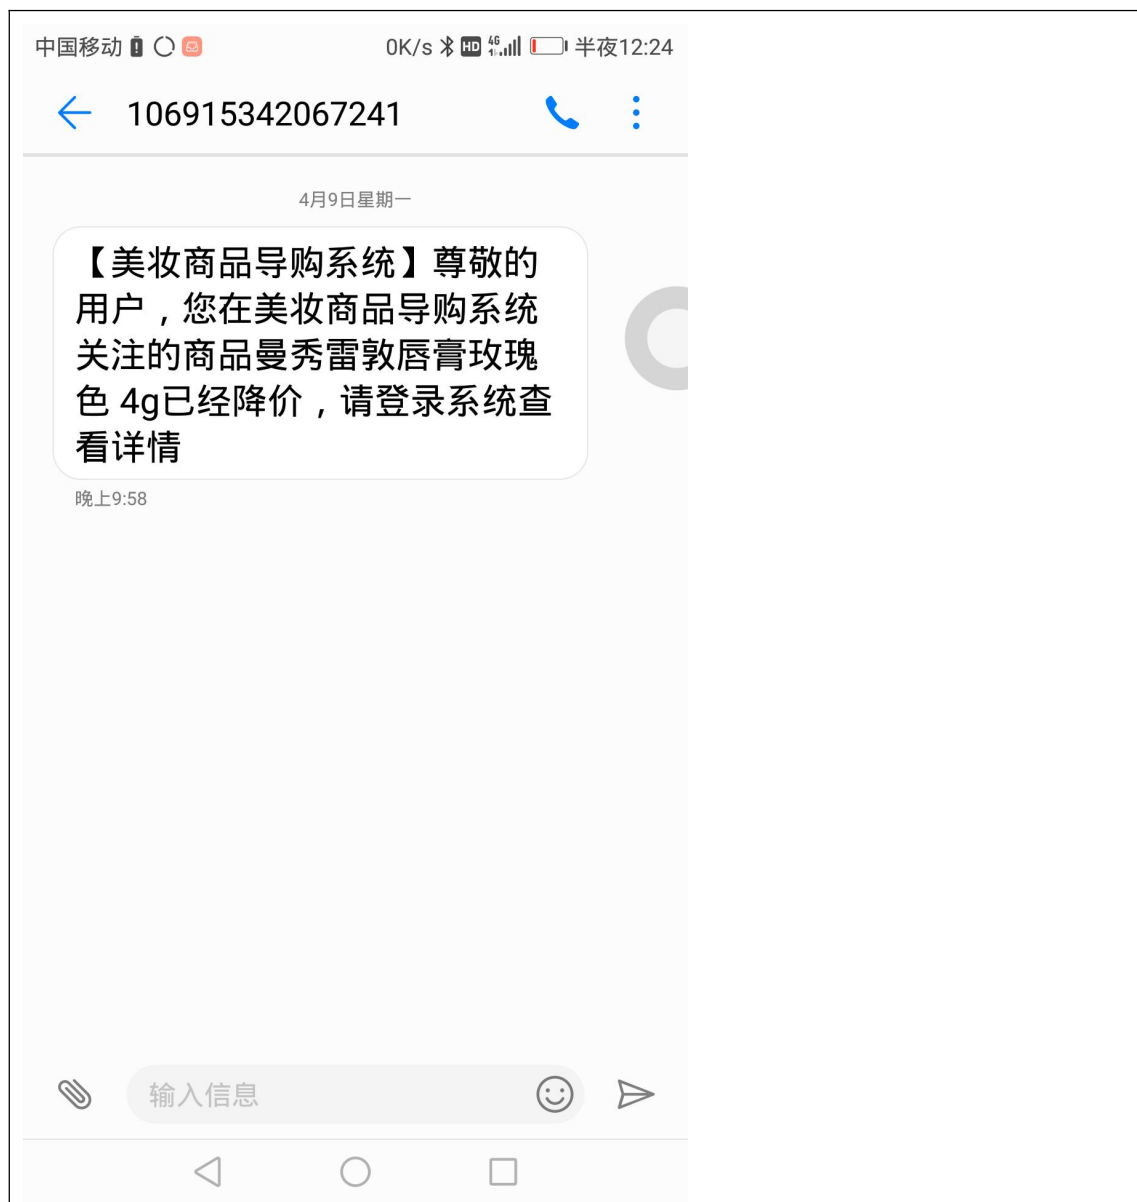 中国移动 0K/s HD 4G 半夜12:24
106915342067241
4月9日星期一
【美妆商品导购系统】尊敬的
用户，您在美妆商品导购系统
关注的商品曼秀雷敦唇膏玫瑰
色 4g已经降价，请登录系统查
看详情
晚上9:58
输入信息